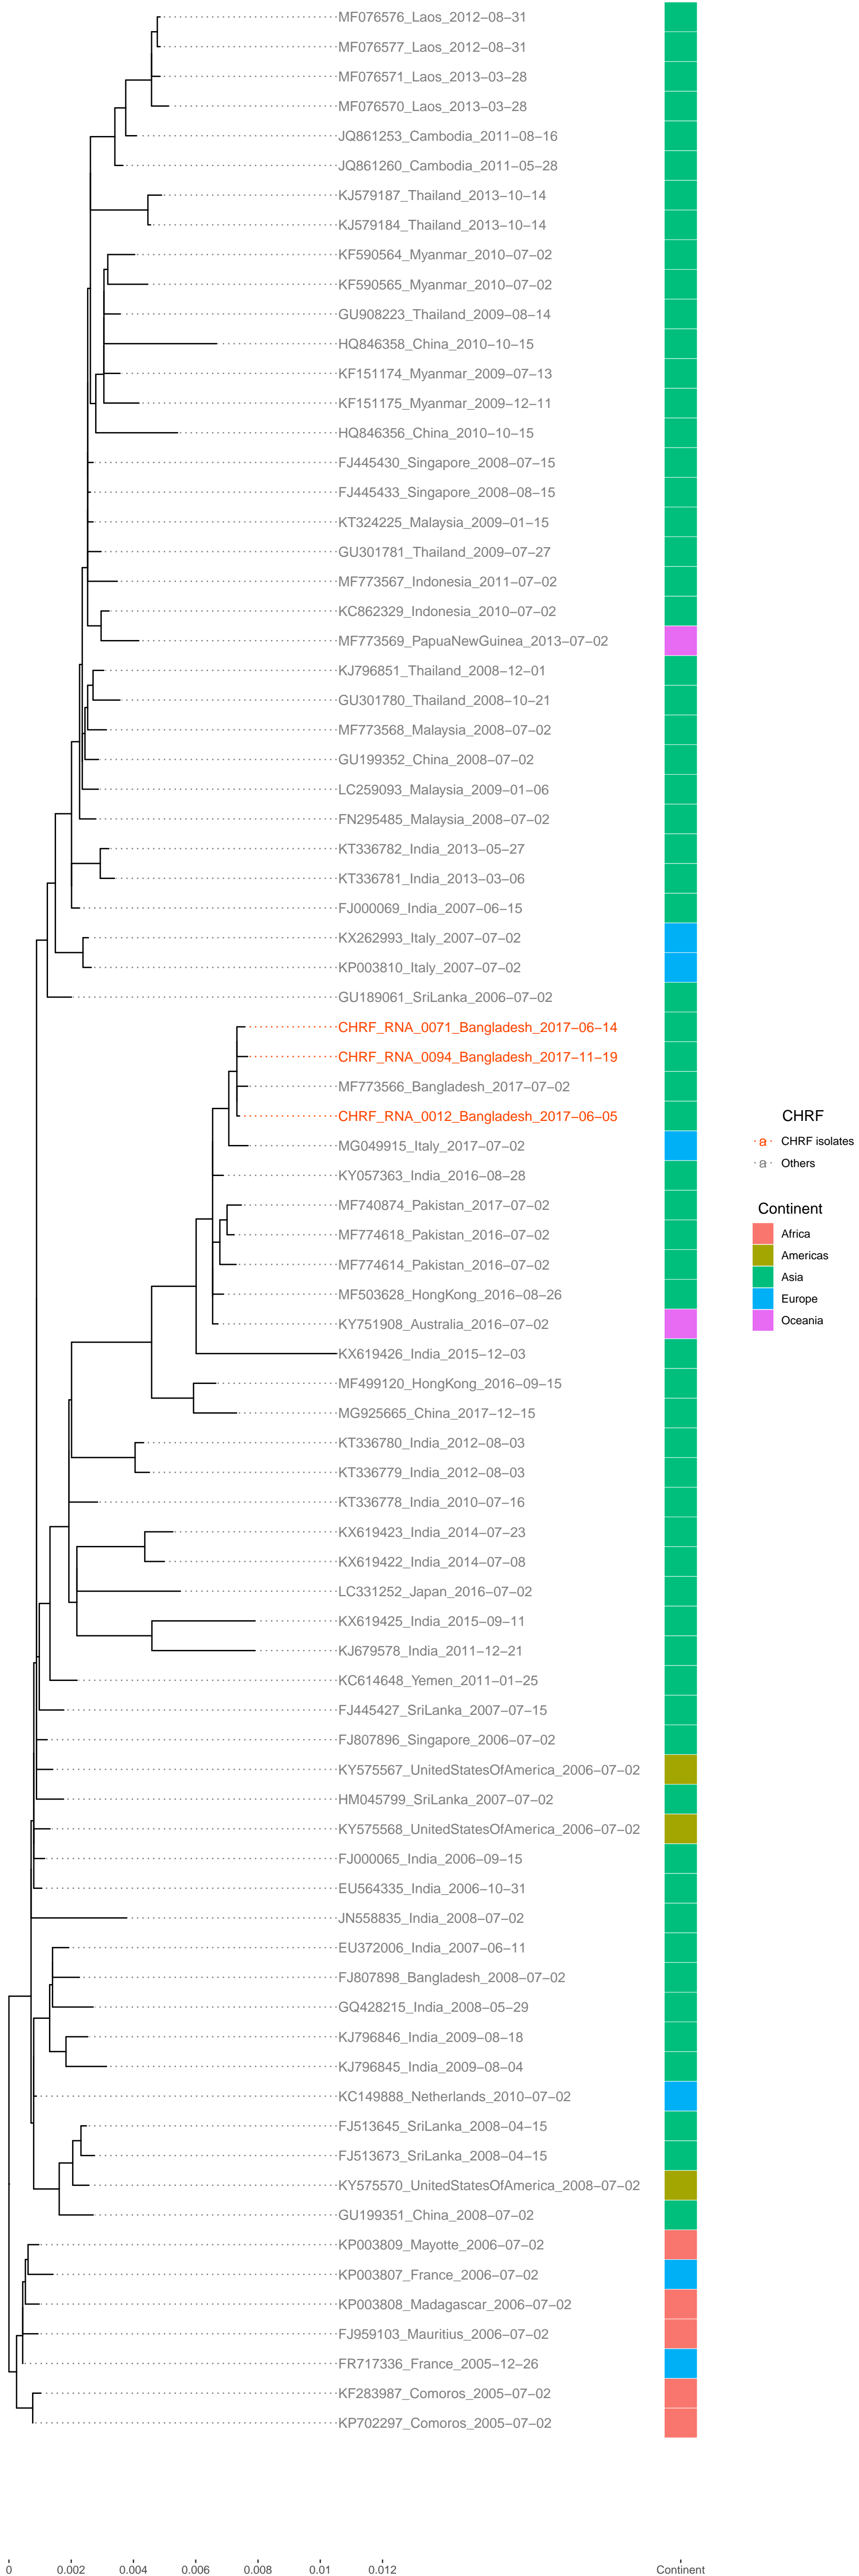 MF076576_Laos_2012−08−31
MF076577_Laos_2012−08−31
MF076571_Laos_2013−03−28
MF076570_Laos_2013−03−28
JQ861253_Cambodia_2011−08−16
JQ861260_Cambodia_2011−05−28
KJ579187_Thailand_2013−10−14
KJ579184_Thailand_2013−10−14
KF590564_Myanmar_2010−07−02
KF590565_Myanmar_2010−07−02
GU908223_Thailand_2009−08−14
HQ846358_China_2010−10−15
KF151174_Myanmar_2009−07−13
KF151175_Myanmar_2009−12−11
HQ846356_China_2010−10−15
FJ445430_Singapore_2008−07−15
FJ445433_Singapore_2008−08−15
KT324225_Malaysia_2009−01−15
GU301781_Thailand_2009−07−27
MF773567_Indonesia_2011−07−02
KC862329_Indonesia_2010−07−02
MF773569_PapuaNewGuinea_2013−07−02
KJ796851_Thailand_2008−12−01
GU301780_Thailand_2008−10−21
MF773568_Malaysia_2008−07−02
GU199352_China_2008−07−02
LC259093_Malaysia_2009−01−06
FN295485_Malaysia_2008−07−02
KT336782_India_2013−05−27
KT336781_India_2013−03−06
FJ000069_India_2007−06−15
KX262993_Italy_2007−07−02
KP003810_Italy_2007−07−02
GU189061_SriLanka_2006−07−02
CHRF_RNA_0071_Bangladesh_2017−06−14
CHRF_RNA_0094_Bangladesh_2017−11−19
MF773566_Bangladesh_2017−07−02
CHRF_RNA_0012_Bangladesh_2017−06−05
MG049915_Italy_2017−07−02
KY057363_India_2016−08−28
MF740874_Pakistan_2017−07−02
MF774618_Pakistan_2016−07−02
MF774614_Pakistan_2016−07−02
MF503628_HongKong_2016−08−26
KY751908_Australia_2016−07−02
KX619426_India_2015−12−03
MF499120_HongKong_2016−09−15
MG925665_China_2017−12−15
KT336780_India_2012−08−03
KT336779_India_2012−08−03
KT336778_India_2010−07−16
KX619423_India_2014−07−23
KX619422_India_2014−07−08
LC331252_Japan_2016−07−02
KX619425_India_2015−09−11
KJ679578_India_2011−12−21
KC614648_Yemen_2011−01−25
FJ445427_SriLanka_2007−07−15
FJ807896_Singapore_2006−07−02
KY575567_UnitedStatesOfAmerica_2006−07−02
HM045799_SriLanka_2007−07−02
KY575568_UnitedStatesOfAmerica_2006−07−02
FJ000065_India_2006−09−15
EU564335_India_2006−10−31
JN558835_India_2008−07−02
EU372006_India_2007−06−11
FJ807898_Bangladesh_2008−07−02
GQ428215_India_2008−05−29
KJ796846_India_2009−08−18
KJ796845_India_2009−08−04
KC149888_Netherlands_2010−07−02
FJ513645_SriLanka_2008−04−15
FJ513673_SriLanka_2008−04−15
KY575570_UnitedStatesOfAmerica_2008−07−02
GU199351_China_2008−07−02
KP003809_Mayotte_2006−07−02
KP003807_France_2006−07−02
KP003808_Madagascar_2006−07−02
FJ959103_Mauritius_2006−07−02
FR717336_France_2005−12−26
KF283987_Comoros_2005−07−02
KP702297_Comoros_2005−07−02
CHRF
a CHRF isolates
a Others
Continent
Africa
Americas
Asia
Europe
Oceania
0 0.002 0.004 0.006 0.008 0.01 0.012 Continent